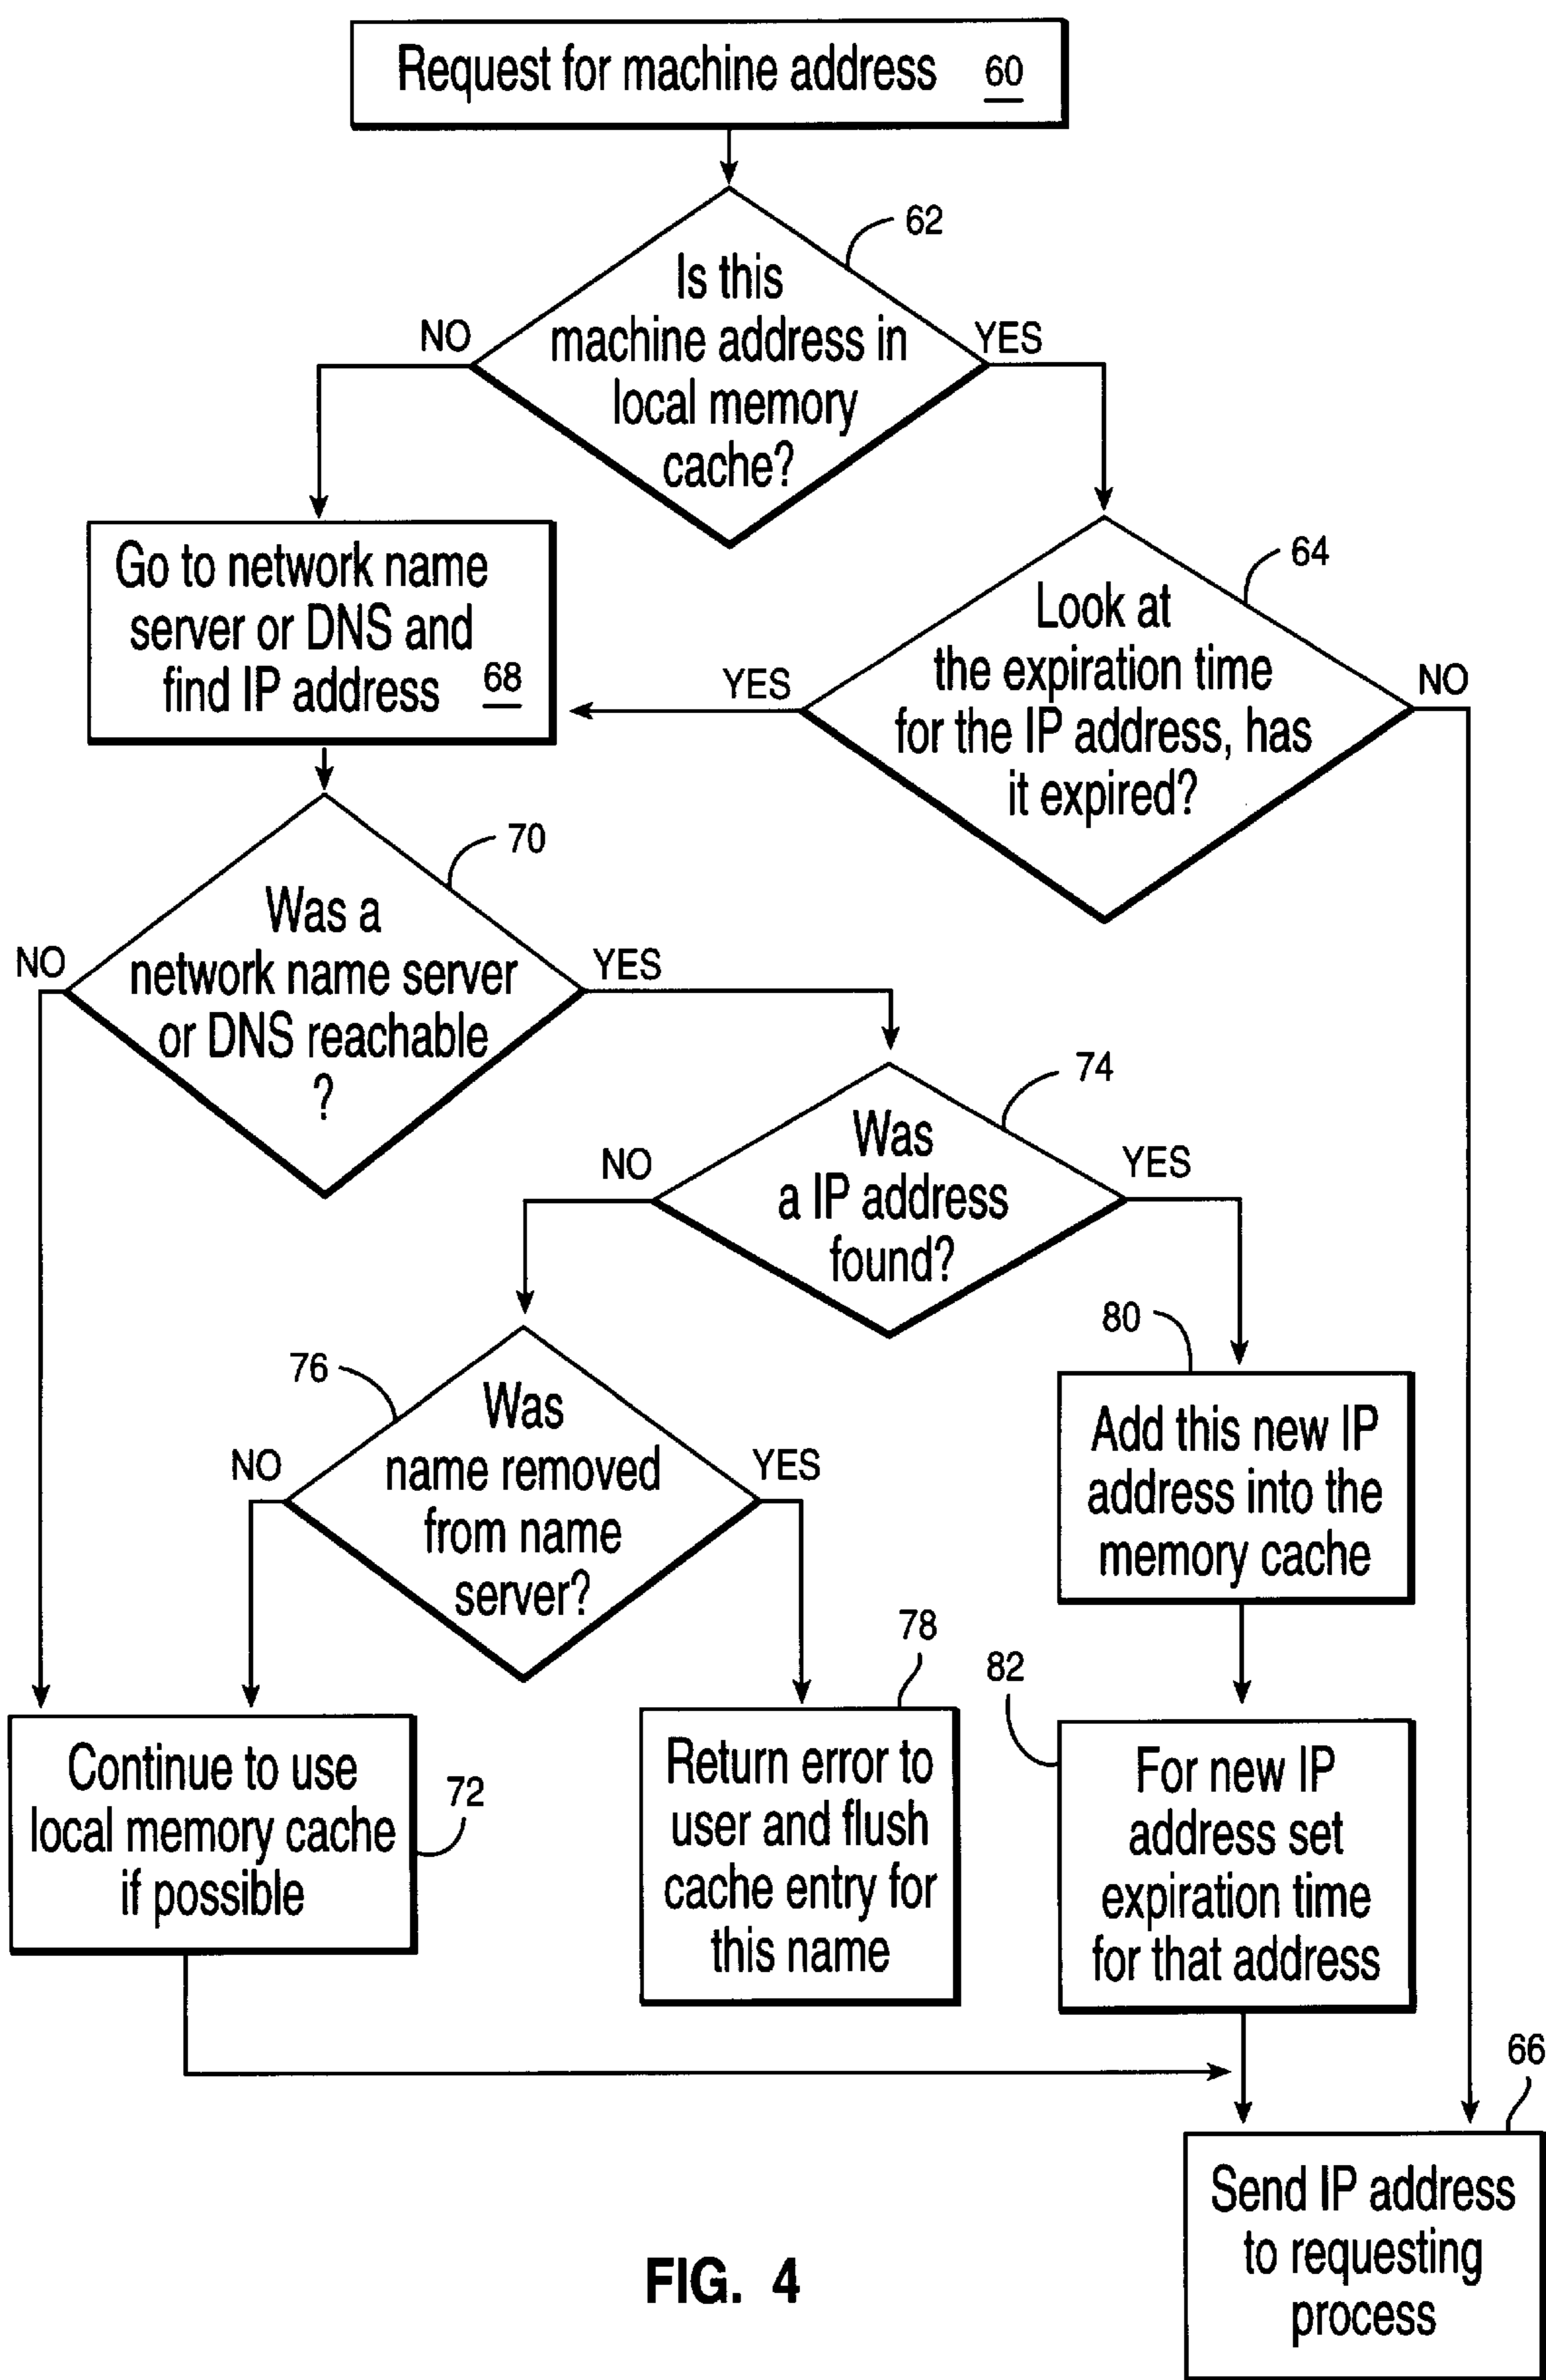 Request for machine address 60
62
Is this
machine address in
local memory
cache?
NO
YES
Go to network name
server or DNS and
find IP address 68
64
Look at
the expiration time
for the IP address, has
it expired?
YES
NO
70
Was a
network name server
or DNS reachable
?
NO
YES
74
Was
a IP address
found?
NO
YES
76
Was
name removed
from name
server?
NO
YES
80
Add this new IP
address into the
memory cache
Continue to use
local memory cache
if possible
72
78
Return error to
user and flush
cache entry for
this name
82
For new IP
address set
expiration time
for that address
66
Send IP address
to requesting
process
FIG. 4